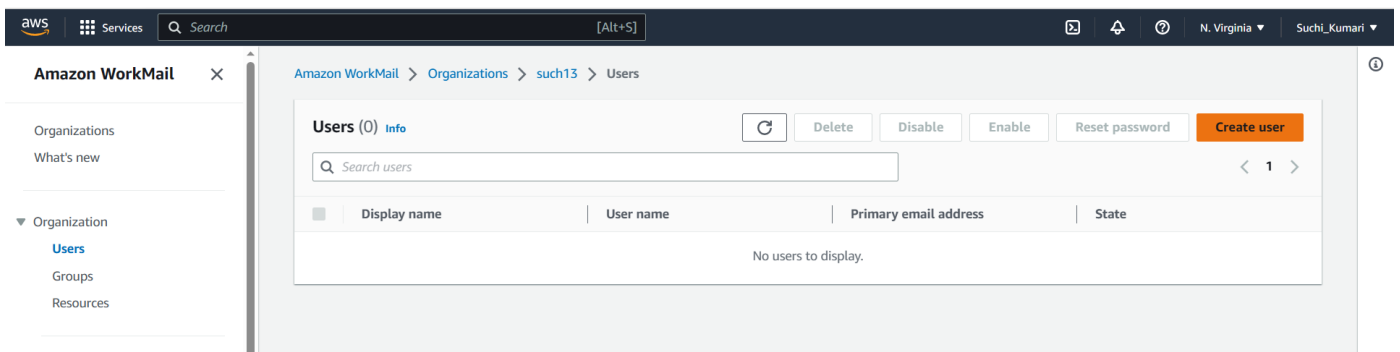 aws Services Search [Alt+S] N. Virginia ▼ Suchi_Kumari ▼
Amazon WorkMail
Organizations
What's new
Organization
Users
Groups
Resources
Amazon WorkMail > Organizations > such13 > Users
Users (0) Info Delete Disable Enable Reset password Create user
Search users < 1 >
Display name User name Primary email address State
No users to display.